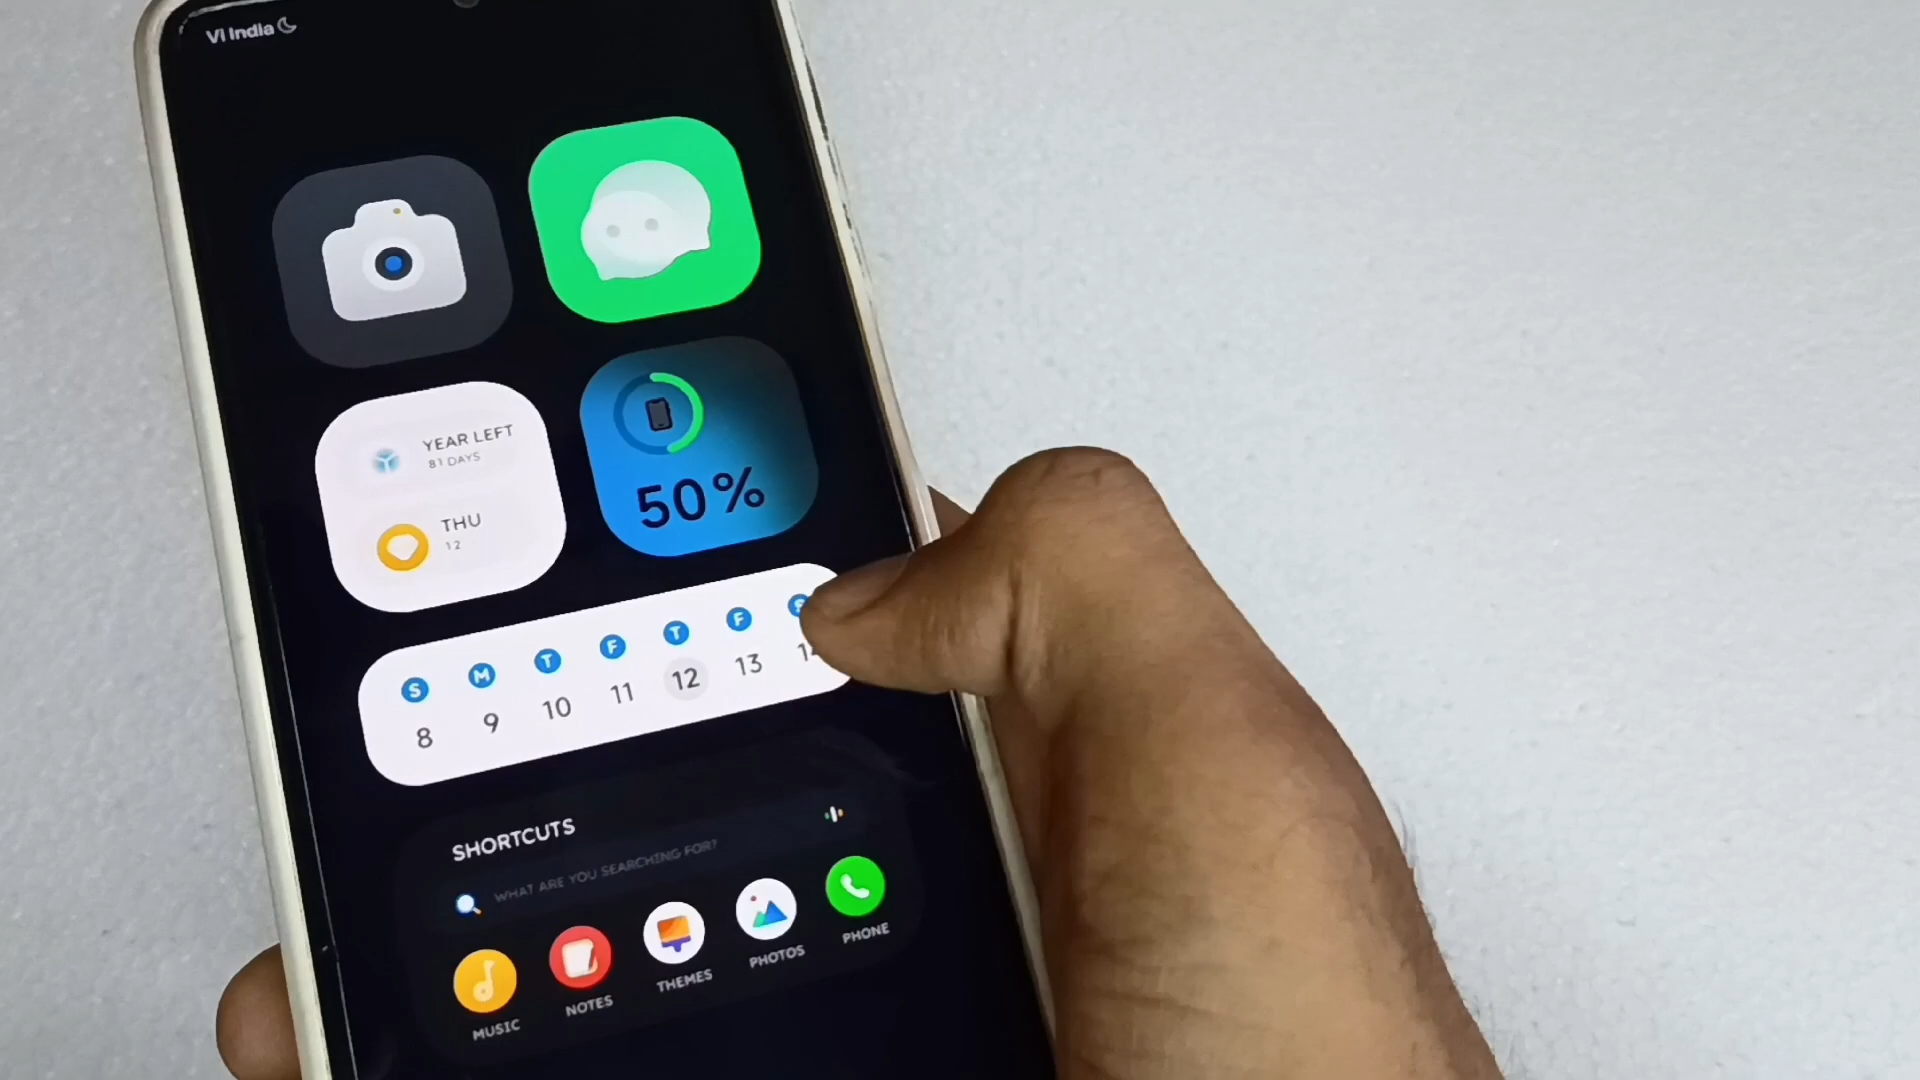 Vi India
YEAR LEFT
81 DAYS
THU
12
50%
S M T F T F S
8 9 10 11 12 13 14
SHORTCUTS
WHAT ARE YOU SEARCHING FOR?
MUSIC NOTES THEMES PHOTOS PHONE